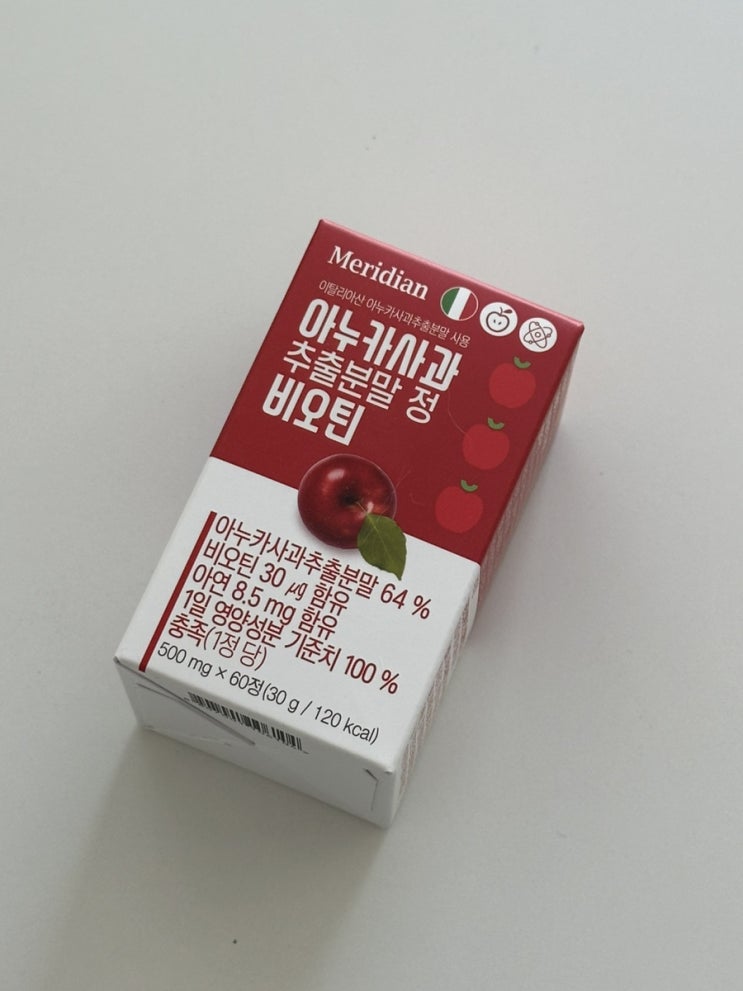 Meridian
이탈리아산 아누카사과추출분말 사용
아누카사과
추출분말 정
비오틴
아누카사과추출분말 64 %
비오틴 30 ㎍ 함유
아연 8.5 mg 함유
1일 영양성분 기준치 100 %
충족(1정 당)
500 mg × 60정(30 g / 120 kcal)